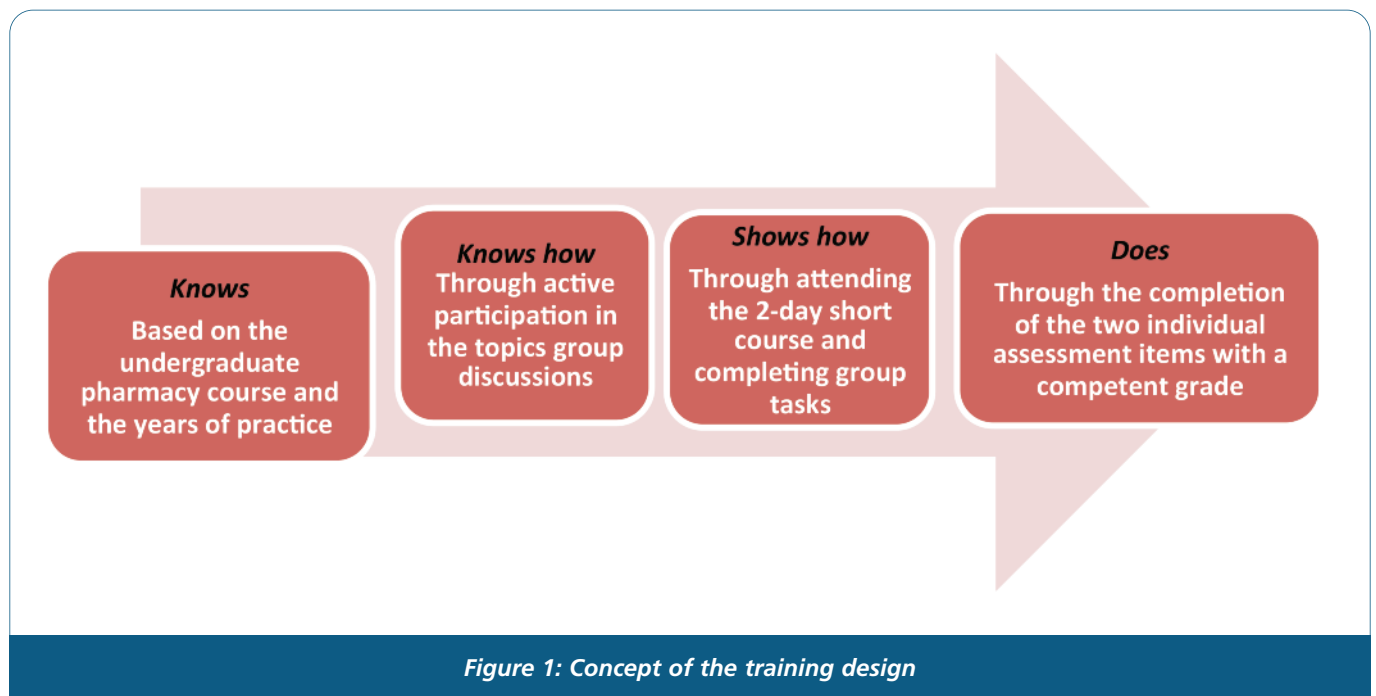 Knows
Based on the
undergraduate
pharmacy course and
the years of practice
Knows how
Through active
participation in
the topics group
discussions
Shows how
Through attending
the 2-day short
course and
completing group
tasks
Does
Through the completion
of the two individual
assessment items with a
competent grade
Figure 1: Concept of the training design